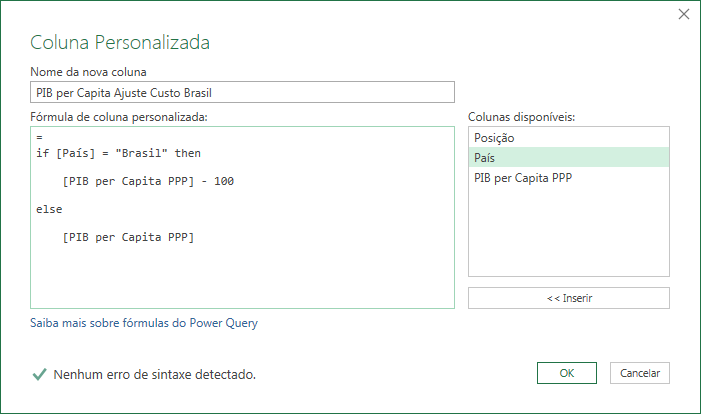 Coluna Personalizada
Nome da nova coluna
PIB per Capita Ajuste Custo Brasil
Fórmula de coluna personalizada:
=
if [País] = "Brasil" then
[PIB per Capita PPP] - 100
else
[PIB per Capita PPP]
Colunas disponíveis:
Posição
País
PIB per Capita PPP
<< Inserir
Saiba mais sobre fórmulas do Power Query
Nenhum erro de sintaxe detectado.
OK
Cancelar